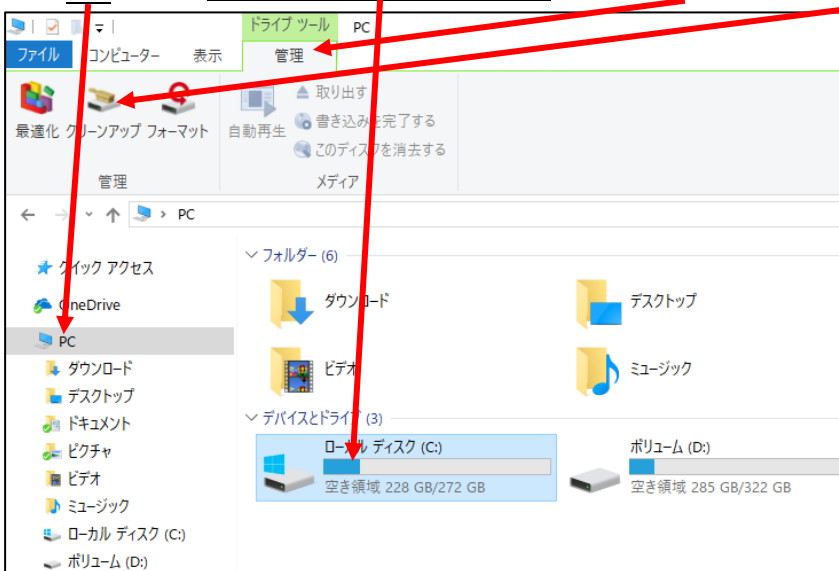 ドライブ ツール PC
ファイル コンピューター 表示 管理
最適化 クリーンアップ フォーマット 自動再生
取り出す
書き込みを完了する
このディスクを消去する
管理 メディア
PC
クイック アクセス
OneDrive
PC
ダウンロード
デスクトップ
ドキュメント
ピクチャ
ビデオ
ミュージック
ローカル ディスク (C:)
ボリューム (D:)
フォルダー (6)
ダウンロード デスクトップ
ビデオ ミュージック
デバイスとドライブ (3)
ローカル ディスク (C:) ボリューム (D:)
空き領域 228 GB/272 GB 空き領域 285 GB/322 GB